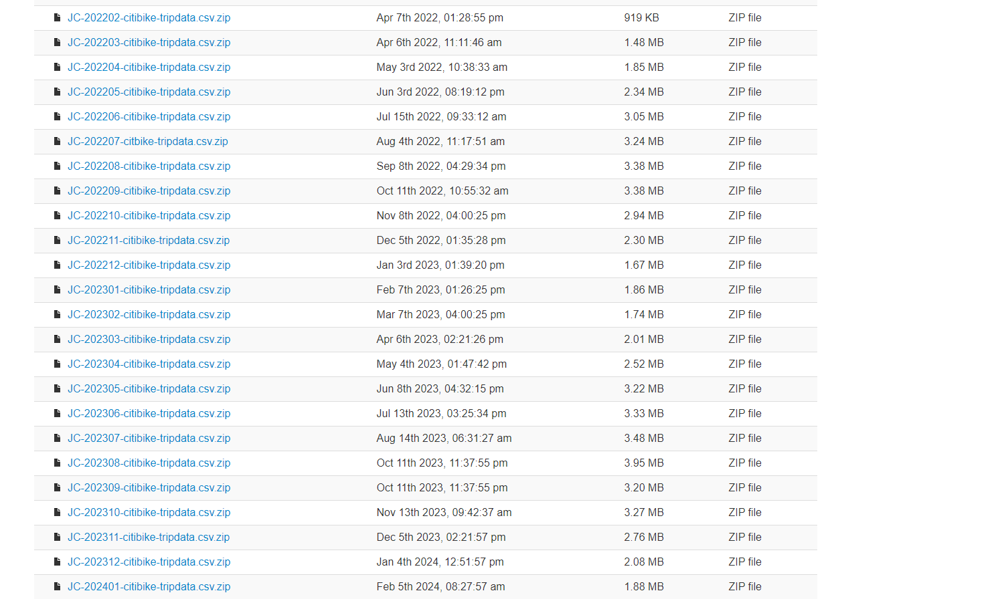 JC-202202-citibike-tripdata.csv.zip Apr 7th 2022, 01:28:55 pm 919 KB ZIP file
JC-202203-citibike-tripdata.csv.zip Apr 6th 2022, 11:11:46 am 1.48 MB ZIP file
JC-202204-citibike-tripdata.csv.zip May 3rd 2022, 10:38:33 am 1.85 MB ZIP file
JC-202205-citibike-tripdata.csv.zip Jun 3rd 2022, 08:19:12 pm 2.34 MB ZIP file
JC-202206-citibike-tripdata.csv.zip Jul 15th 2022, 09:33:12 am 3.05 MB ZIP file
JC-202207-citbike-tripdata.csv.zip Aug 4th 2022, 11:17:51 am 3.24 MB ZIP file
JC-202208-citibike-tripdata.csv.zip Sep 8th 2022, 04:29:34 pm 3.38 MB ZIP file
JC-202209-citibike-tripdata.csv.zip Oct 11th 2022, 10:55:32 am 3.38 MB ZIP file
JC-202210-citibike-tripdata.csv.zip Nov 8th 2022, 04:00:25 pm 2.94 MB ZIP file
JC-202211-citibike-tripdata.csv.zip Dec 5th 2022, 01:35:28 pm 2.30 MB ZIP file
JC-202212-citibike-tripdata.csv.zip Jan 3rd 2023, 01:39:20 pm 1.67 MB ZIP file
JC-202301-citibike-tripdata.csv.zip Feb 7th 2023, 01:26:25 pm 1.86 MB ZIP file
JC-202302-citibike-tripdata.csv.zip Mar 7th 2023, 04:00:25 pm 1.74 MB ZIP file
JC-202303-citibike-tripdata.csv.zip Apr 6th 2023, 02:21:26 pm 2.01 MB ZIP file
JC-202304-citibike-tripdata.csv.zip May 4th 2023, 01:47:42 pm 2.52 MB ZIP file
JC-202305-citibike-tripdata.csv.zip Jun 8th 2023, 04:32:15 pm 3.22 MB ZIP file
JC-202306-citibike-tripdata.csv.zip Jul 13th 2023, 03:25:34 pm 3.33 MB ZIP file
JC-202307-citibike-tripdata.csv.zip Aug 14th 2023, 06:31:27 am 3.48 MB ZIP file
JC-202308-citibike-tripdata.csv.zip Oct 11th 2023, 11:37:55 pm 3.95 MB ZIP file
JC-202309-citibike-tripdata.csv.zip Oct 11th 2023, 11:37:55 pm 3.20 MB ZIP file
JC-202310-citibike-tripdata.csv.zip Nov 13th 2023, 09:42:37 am 3.27 MB ZIP file
JC-202311-citibike-tripdata.csv.zip Dec 5th 2023, 02:21:57 pm 2.76 MB ZIP file
JC-202312-citibike-tripdata.csv.zip Jan 4th 2024, 12:51:57 pm 2.08 MB ZIP file
JC-202401-citibike-tripdata.csv.zip Feb 5th 2024, 08:27:57 am 1.88 MB ZIP file